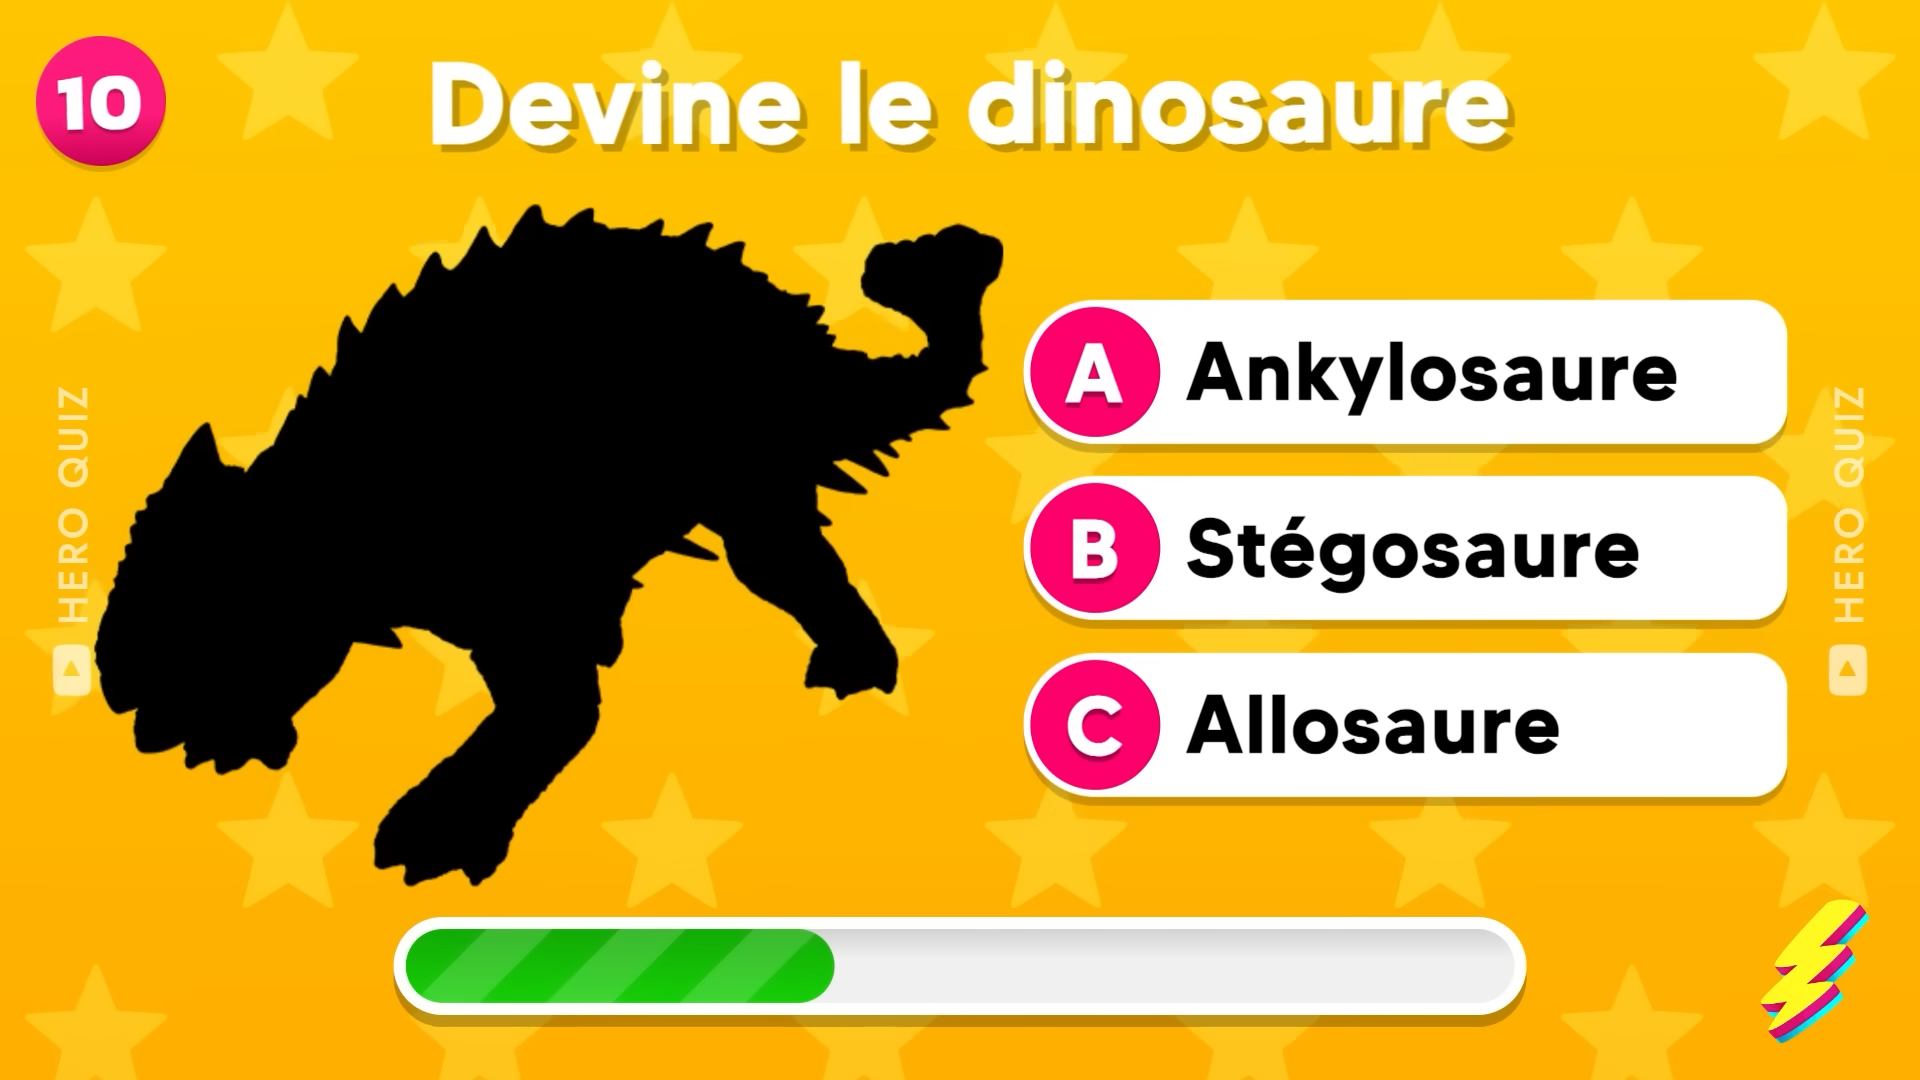 10
Devine le dinosaure
A Ankylosaure
B Stégosaure
C Allosaure
HERO QUIZ
HERO QUIZ